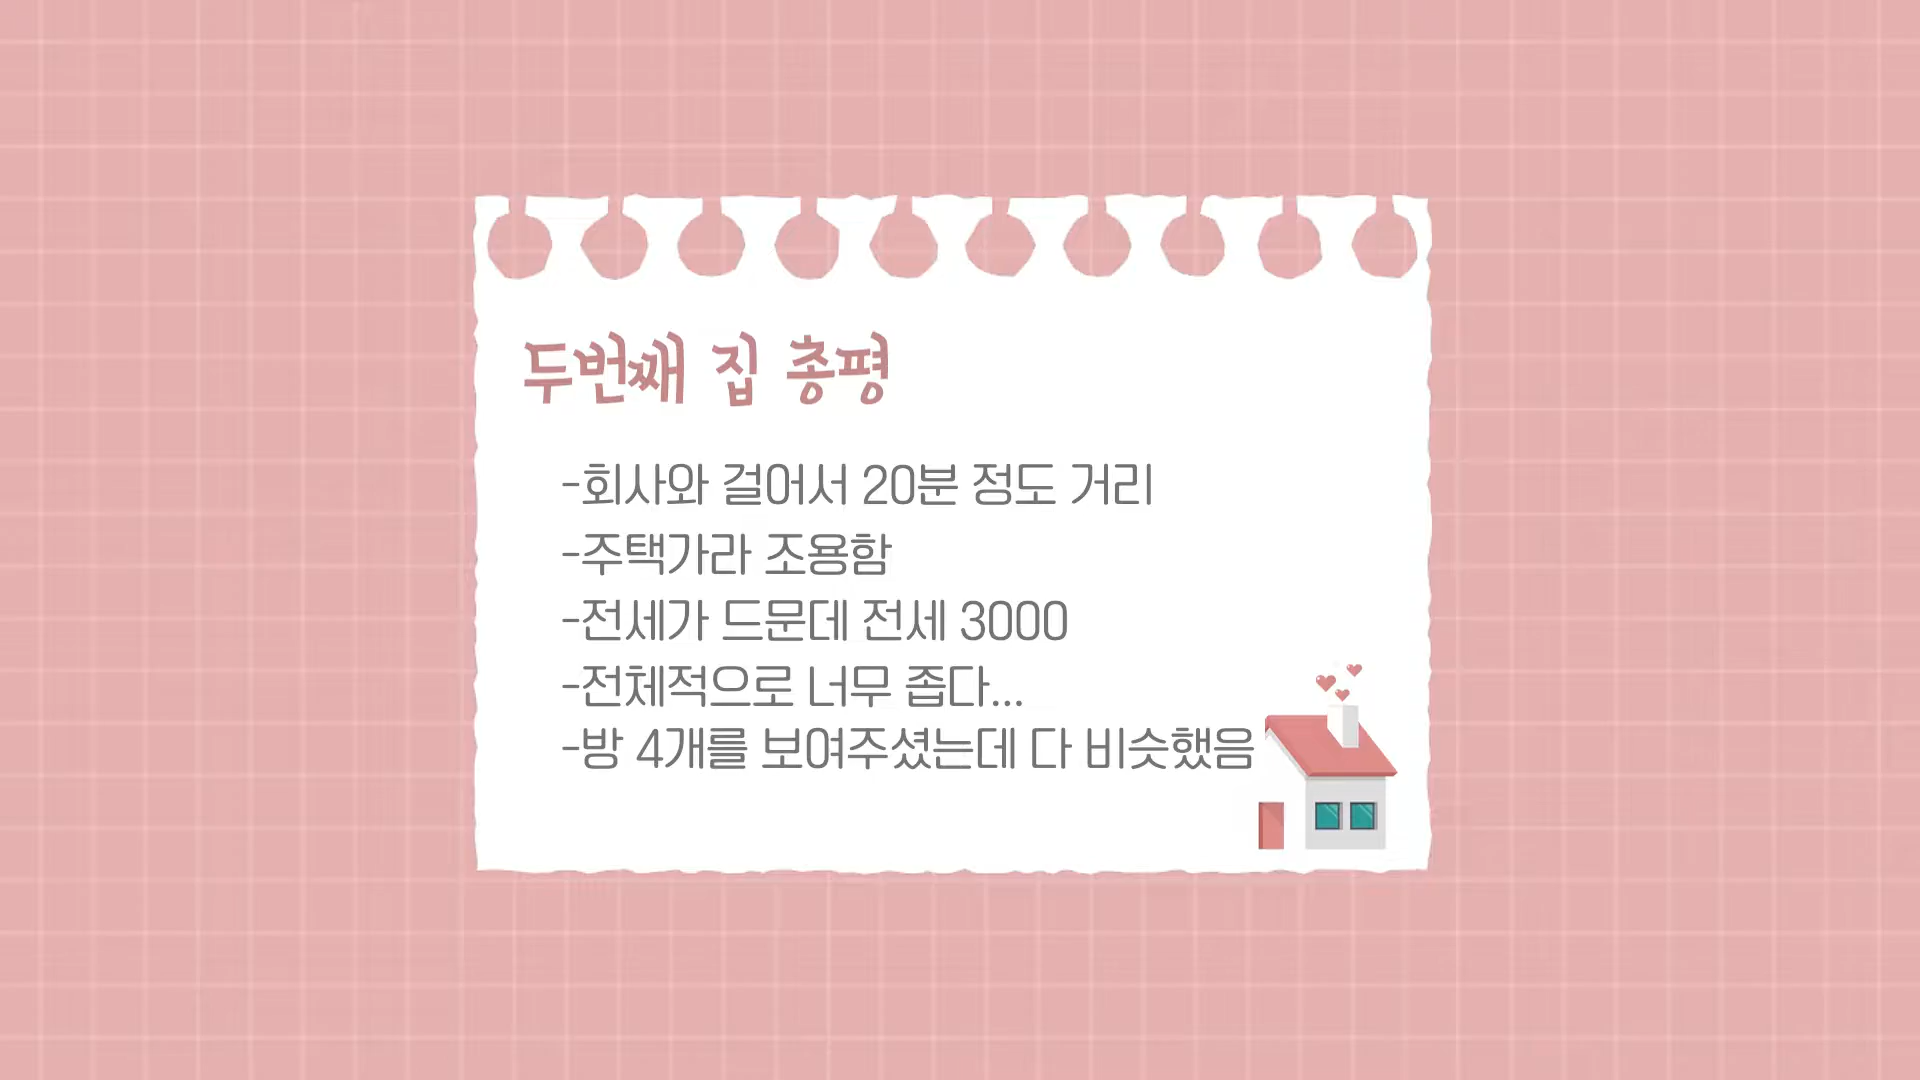 두번째 집 총평
-회사와 걸어서 20분 정도 거리
-주택가라 조용함
-전세가 드문데 전세 3000
-전체적으로 너무 좁다...
-방 4개를 보여주셨는데 다 비슷했음